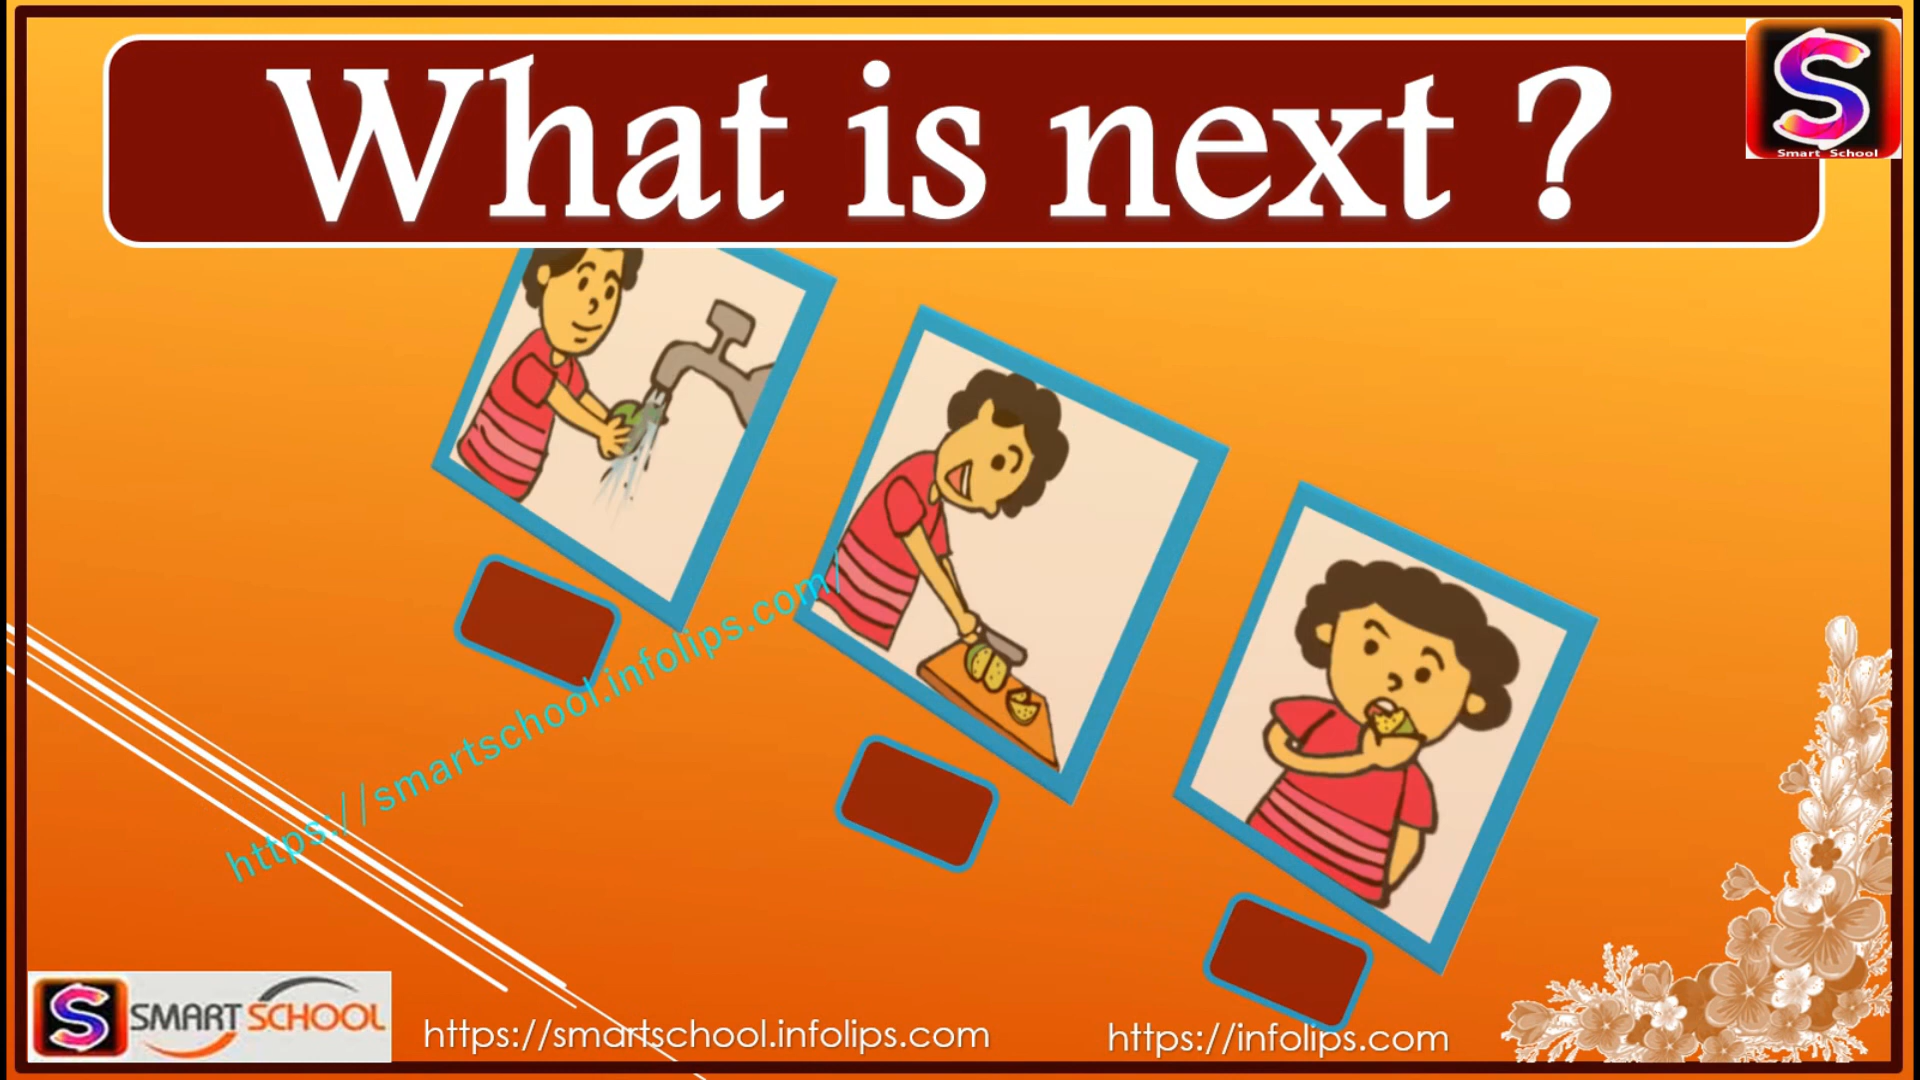 What is next ?
S
Smart School
https://smartschool.infolips.com/
S SMART SCHOOL
https://smartschool.infolips.com
https://infolips.com